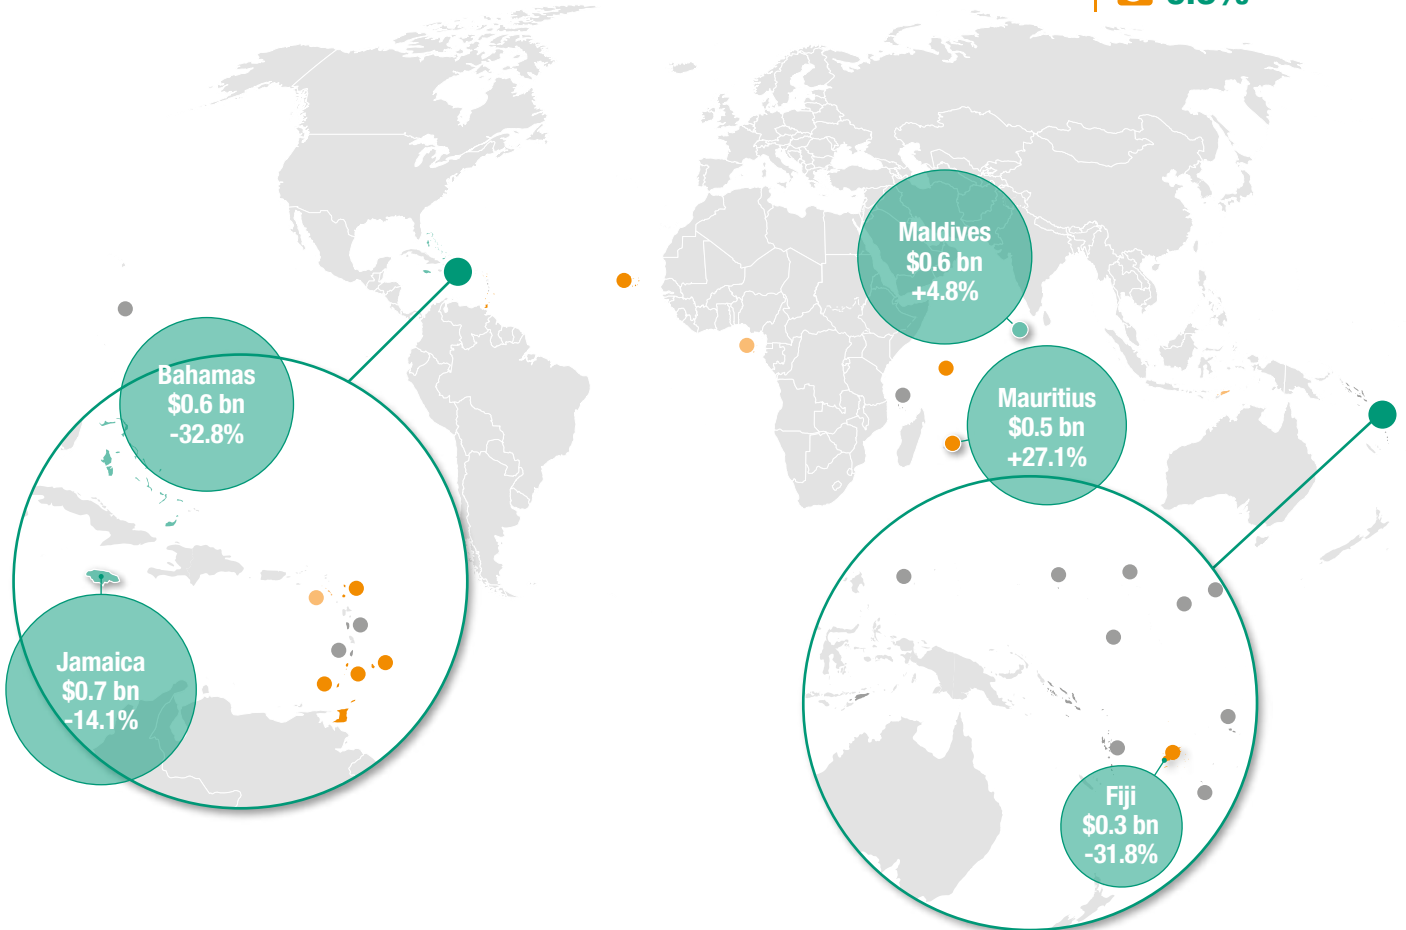 Maldives
$0.6 bn
+4.8%
Bahamas
$0.6 bn
-32.8%
Mauritius
$0.5 bn
+27.1%
Jamaica
$0.7 bn
-14.1%
Fiji
$0.3 bn
-31.8%